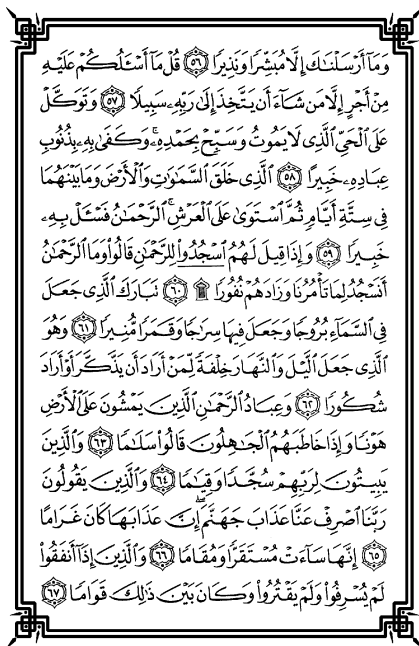 وَمَآ أَرْسَلْنَٰكَ إِلَّا مُبَشِّرًا وَنَذِيرًا ٥٦ قُلْ مَآ أَسْـَٔلُكُمْ عَلَيْهِ
مِنْ أَجْرٍ إِلَّا مَن شَآءَ أَن يَتَّخِذَ إِلَىٰ رَبِّهِۦ سَبِيلًا ٥٧ وَتَوَكَّلْ
عَلَى ٱلْحَىِّ ٱلَّذِى لَا يَمُوتُ وَسَبِّحْ بِحَمْدِهِۦ ۚ وَكَفَىٰ بِهِۦ بِذُنُوبِ
عِبَادِهِۦ خَبِيرًا ٥٨ ٱلَّذِى خَلَقَ ٱلسَّمَٰوَٰتِ وَٱلْأَرْضَ وَمَا بَيْنَهُمَا
فِى سِتَّةِ أَيَّامٍ ثُمَّ ٱسْتَوَىٰ عَلَى ٱلْعَرْشِ ۚ ٱلرَّحْمَٰنُ فَسْـَٔلْ بِهِۦ
خَبِيرًا ٥٩ وَإِذَا قِيلَ لَهُمُ ٱسْجُدُوا۟ لِلرَّحْمَٰنِ قَالُوا۟ وَمَا ٱلرَّحْمَٰنُ
أَنَسْجُدُ لِمَا تَأْمُرُنَا وَزَادَهُمْ نُفُورًا ۩ ٦٠ تَبَارَكَ ٱلَّذِى جَعَلَ
فِى ٱلسَّمَآءِ بُرُوجًا وَجَعَلَ فِيهَا سِرَٰجًا وَقَمَرًا مُّنِيرًا ٦١ وَهُوَ
ٱلَّذِى جَعَلَ ٱلَّيْلَ وَٱلنَّهَارَ خِلْفَةً لِّمَنْ أَرَادَ أَن يَذَّكَّرَ أَوْ أَرَادَ
شُكُورًا ٦٢ وَعِبَادُ ٱلرَّحْمَٰنِ ٱلَّذِينَ يَمْشُونَ عَلَى ٱلْأَرْضِ
هَوْنًا وَإِذَا خَاطَبَهُمُ ٱلْجَٰهِلُونَ قَالُوا۟ سَلَٰمًا ٦٣ وَٱلَّذِينَ
يَبِيتُونَ لِرَبِّهِمْ سُجَّدًا وَقِيَٰمًا ٦٤ وَٱلَّذِينَ يَقُولُونَ
رَبَّنَا ٱصْرِفْ عَنَّا عَذَابَ جَهَنَّمَ ۖ إِنَّ عَذَابَهَا كَانَ غَرَامًا
٦٥ إِنَّهَا سَآءَتْ مُسْتَقَرًّا وَمُقَامًا ٦٦ وَٱلَّذِينَ إِذَآ أَنفَقُوا۟
لَمْ يُسْرِفُوا۟ وَلَمْ يَقْتُرُوا۟ وَكَانَ بَيْنَ ذَٰلِكَ قَوَامًا ٦٧